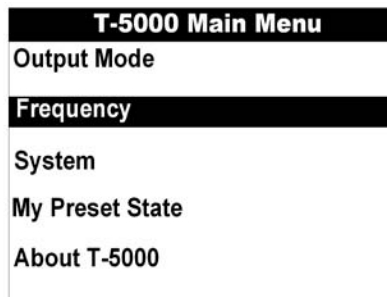 T-5000 Main Menu
Output Mode
Frequency
System
My Preset State
About T-5000